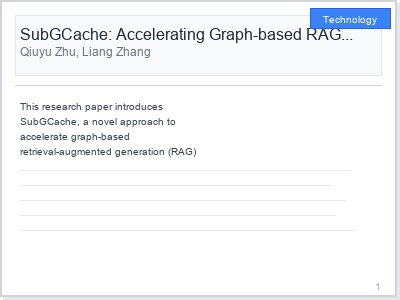 Technology
SubGCache: Accelerating Graph-based RAG...
Qiuyu Zhu, Liang Zhang
This research paper introduces
SubGCache, a novel approach to
accelerate graph-based
retrieval-augmented generation (RAG)
1